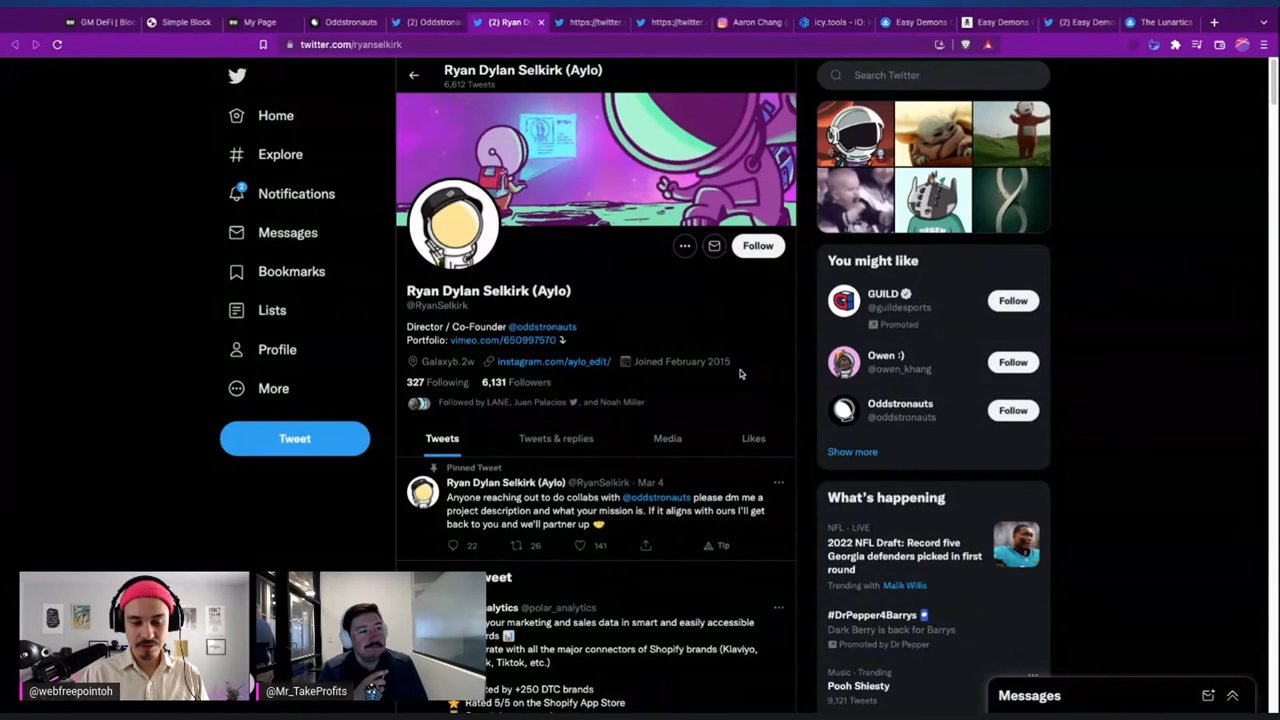 GM DeFi | Bloc
Simple Block
My Page
Oddstronauts
(2) Oddstrona
(2) Ryan D
https://twitter.
https://twitter.
Aaron Chang (
icy.tools - IO: M
Easy Demons
Easy Demons
(2) Easy Demo
The Lunartics
twitter.com/ryanselkirk
Ryan Dylan Selkirk (Aylo)
6,612 Tweets
Search Twitter
Home
Explore
2
Notifications
Messages
Bookmarks
Lists
Profile
More
Tweet
Follow
Ryan Dylan Selkirk (Aylo)
@RyanSelkirk
Director / Co-Founder @oddstronauts
Portfolio: vimeo.com/650997570
Galaxyb.2w instagram.com/aylo_edit/ Joined February 2015
327 Following 6,131 Followers
Followed by LANE, Juan Palacios, and Noah Miller
Tweets Tweets & replies Media Likes
Pinned Tweet
Ryan Dylan Selkirk (Aylo) @RyanSelkirk · Mar 4
Anyone reaching out to do collabs with @oddstronauts please dm me a
project description and what your mission is. If it aligns with ours I'll get
back to you and we'll partner up
22 26 141 Tip
weet
alytics @polar_analytics
your marketing and sales data in smart and easily accessible
rds
rate with all the major connectors of Shopify brands (Klaviyo,
k, Tiktok, etc.)
ted by +250 DTC brands
Rated 5/5 on the Shopify App Store
You might like
GUILD
@guildesports
Promoted
Follow
Owen :)
@owen_khang
Follow
Oddstronauts
@oddstronauts
Follow
Show more
What's happening
NFL · LIVE
2022 NFL Draft: Record five
Georgia defenders picked in first
round
Trending with Malik Willis
#DrPepper4Barrys
Dark Berry is back for Barrys
Promoted by Dr Pepper
Music · Trending
Pooh Shiesty
9,121 Tweets
Messages
@webfreepointoh
@Mr_TakeProfits